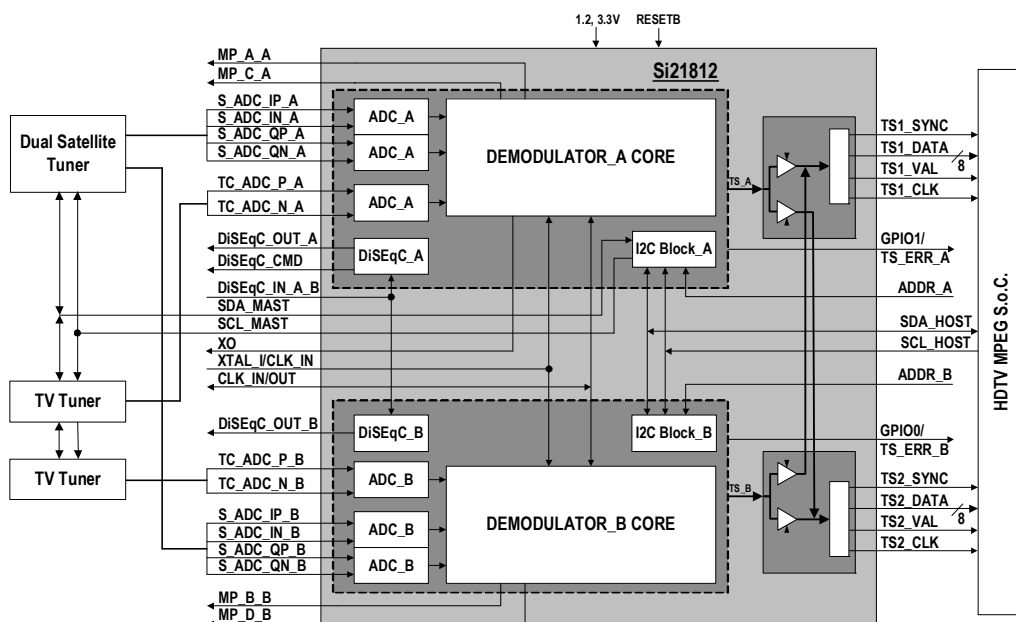 1.2, 3.3V
RESETB
Si21812
MP_A_A
MP_C_A
S_ADC_IP_A
S_ADC_IN_A
S_ADC_QP_A
S_ADC_QN_A
TC_ADC_P_A
TC_ADC_N_A
DiSEqC_OUT_A
DiSEqC_CMD
DiSEqC_IN_A_B
SDA_MAST
SCL_MAST
XO
XTAL_I/CLK_IN
CLK_IN/OUT
DiSEqC_OUT_B
TC_ADC_P_B
TC_ADC_N_B
S_ADC_IP_B
S_ADC_IN_B
S_ADC_QP_B
S_ADC_QN_B
MP_B_B
MP_D_B
Dual Satellite
Tuner
TV Tuner
TV Tuner
ADC_A
ADC_A
ADC_A
DiSEqC_A
DEMODULATOR_A CORE
I2C Block_A
TS_A
DiSEqC_B
I2C Block_B
ADC_B
ADC_B
ADC_B
DEMODULATOR_B CORE
TS_B
TS1_SYNC
TS1_DATA
8
TS1_VAL
TS1_CLK
GPIO1/
TS_ERR_A
ADDR_A
SDA_HOST
SCL_HOST
ADDR_B
GPIO0/
TS_ERR_B
TS2_SYNC
TS2_DATA
8
TS2_VAL
TS2_CLK
HDTV MPEG S.o.C.